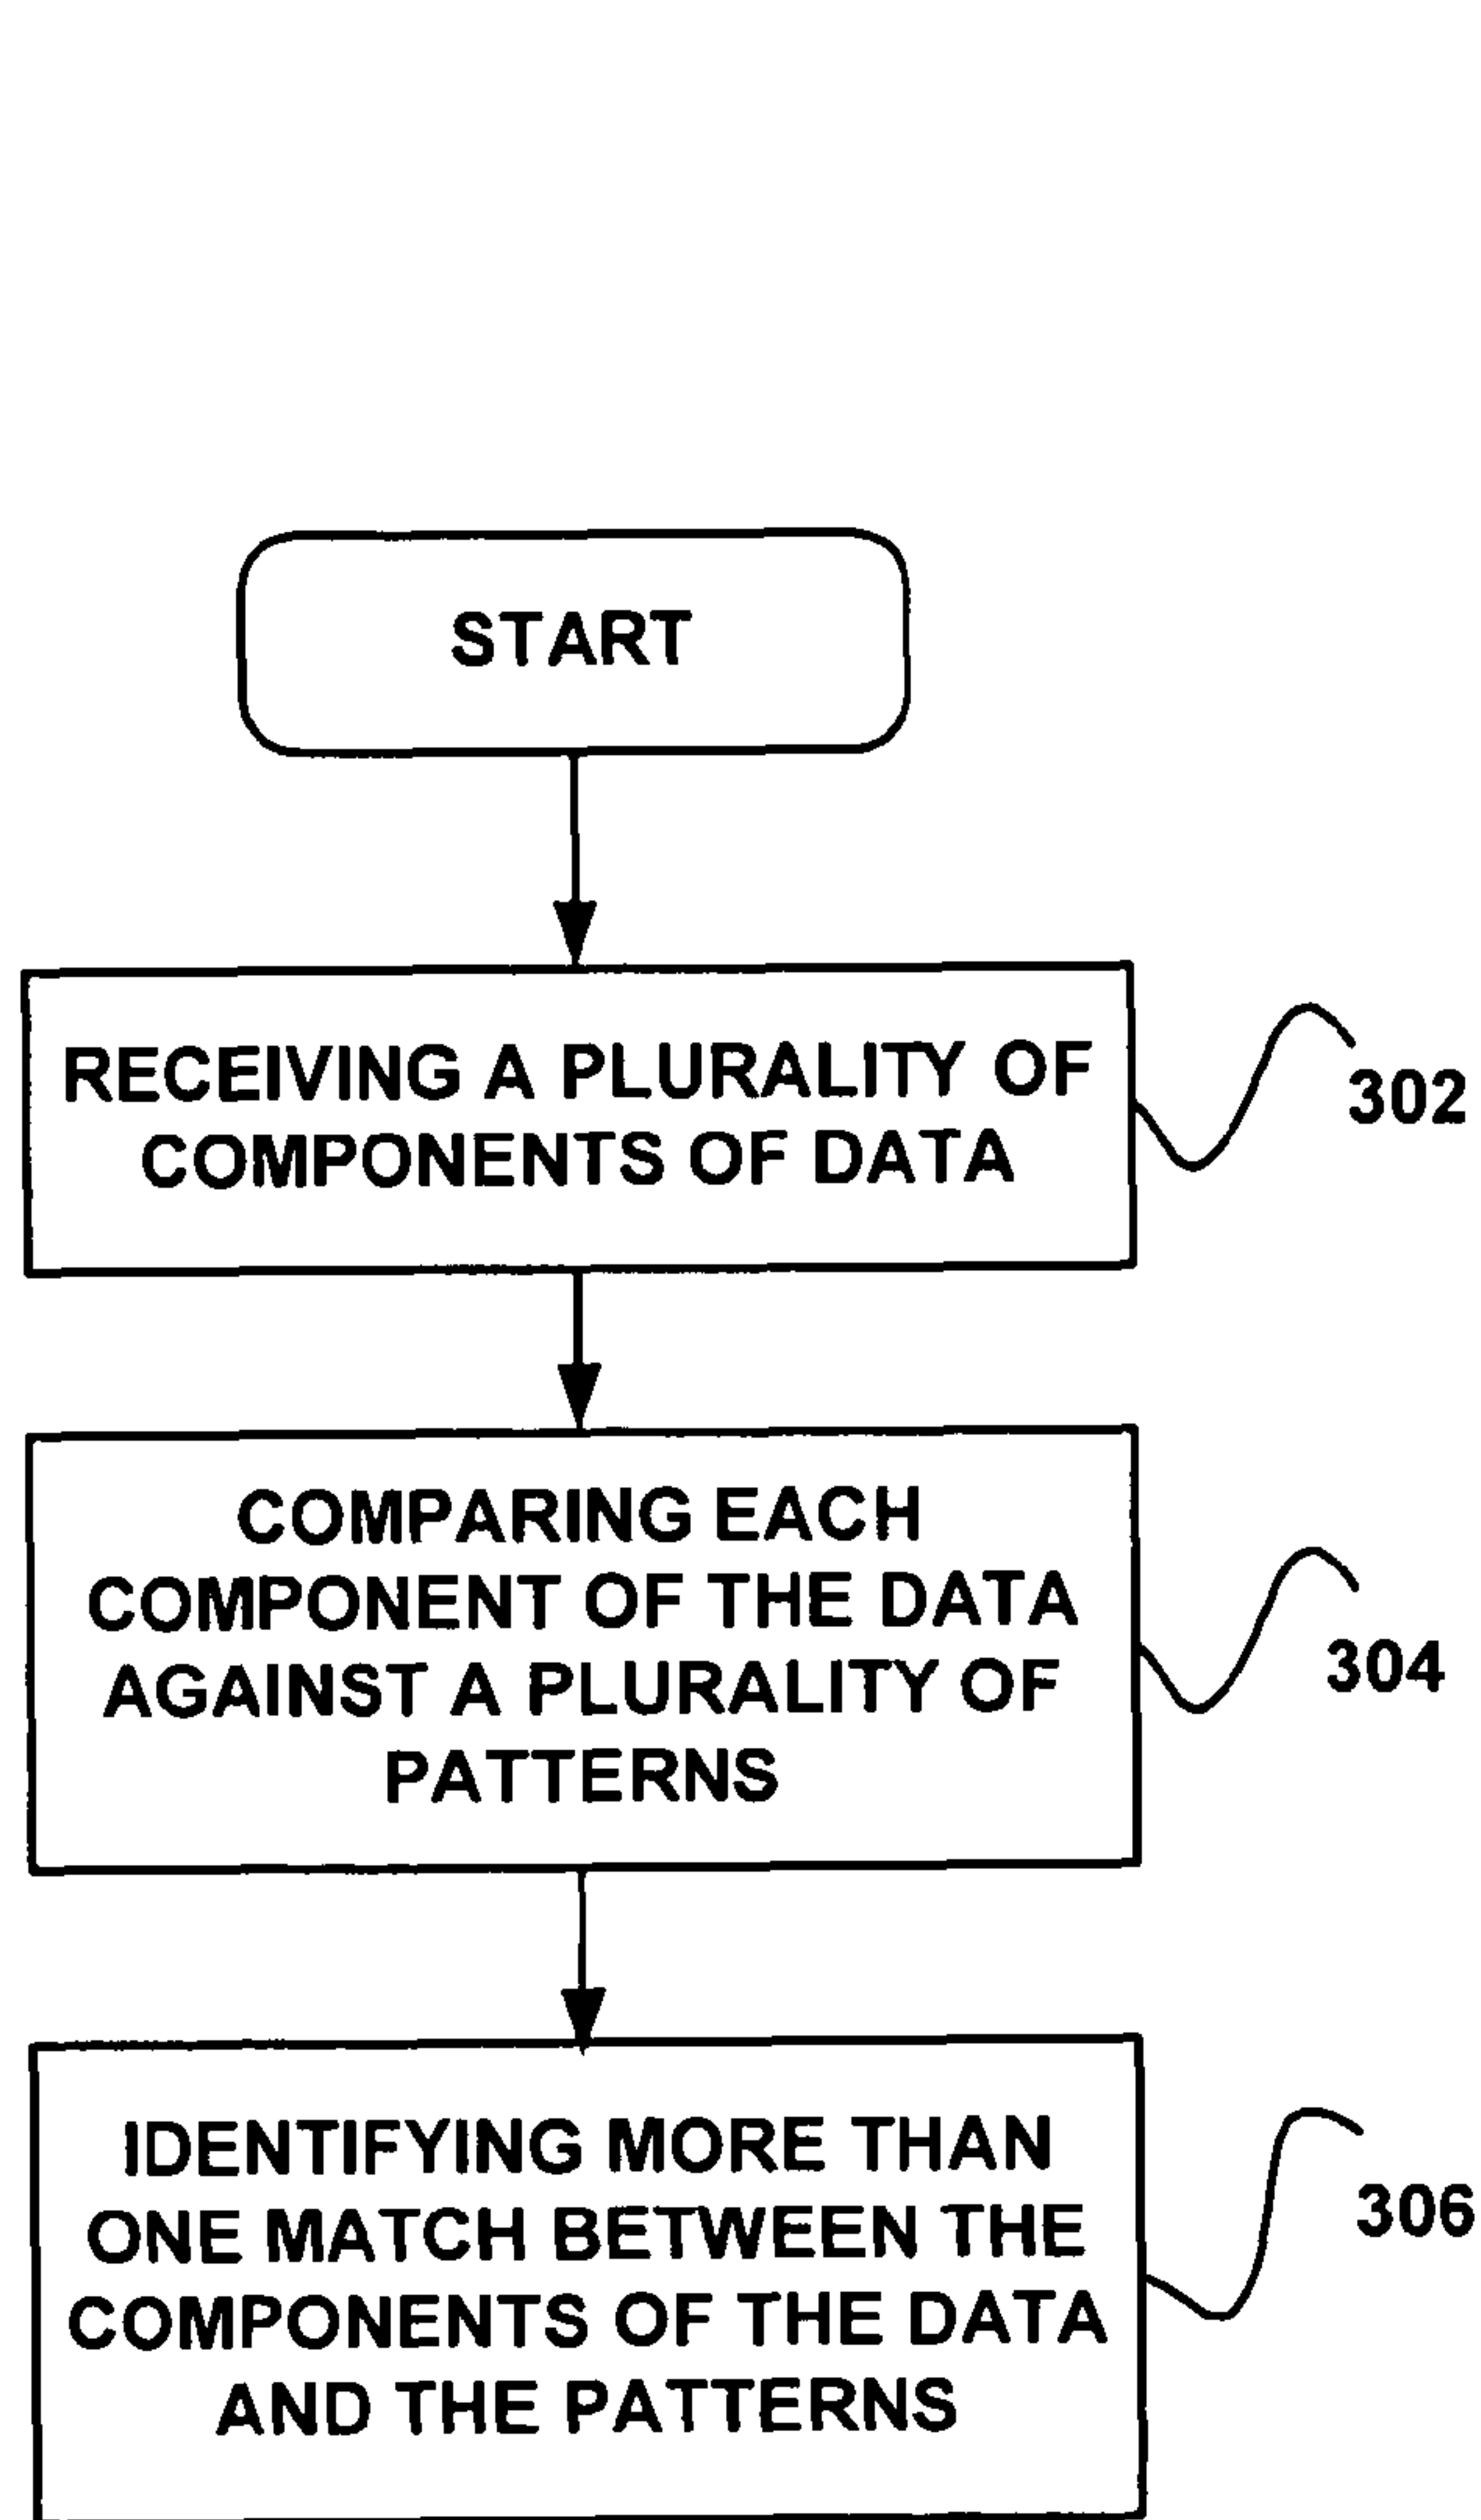 START
RECEIVING A PLURALITY OF
COMPONENTS OF DATA
302
COMPARING EACH
COMPONENT OF THE DATA
AGAINST A PLURALITY OF
PATTERNS
304
IDENTIFYING MORE THAN
ONE MATCH BETWEEN THE
COMPONENTS OF THE DATA
AND THE PATTERNS
306